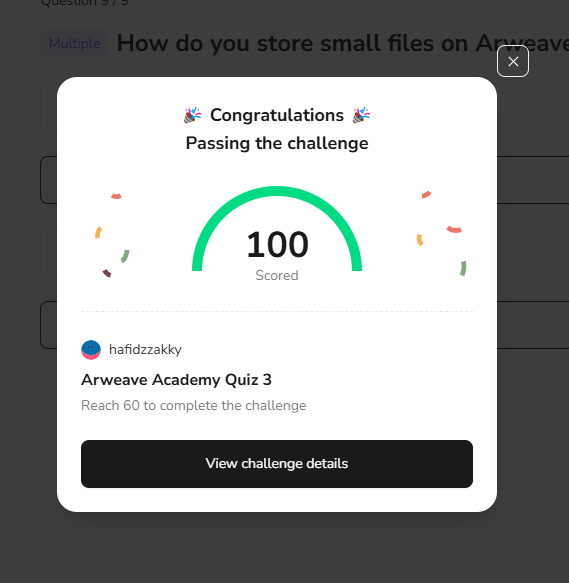 Question 9 / 9
Multiple How do you store small files on Arweave
Congratulations
Passing the challenge
100
Scored
hafidzzakky
Arweave Academy Quiz 3
Reach 60 to complete the challenge
View challenge details